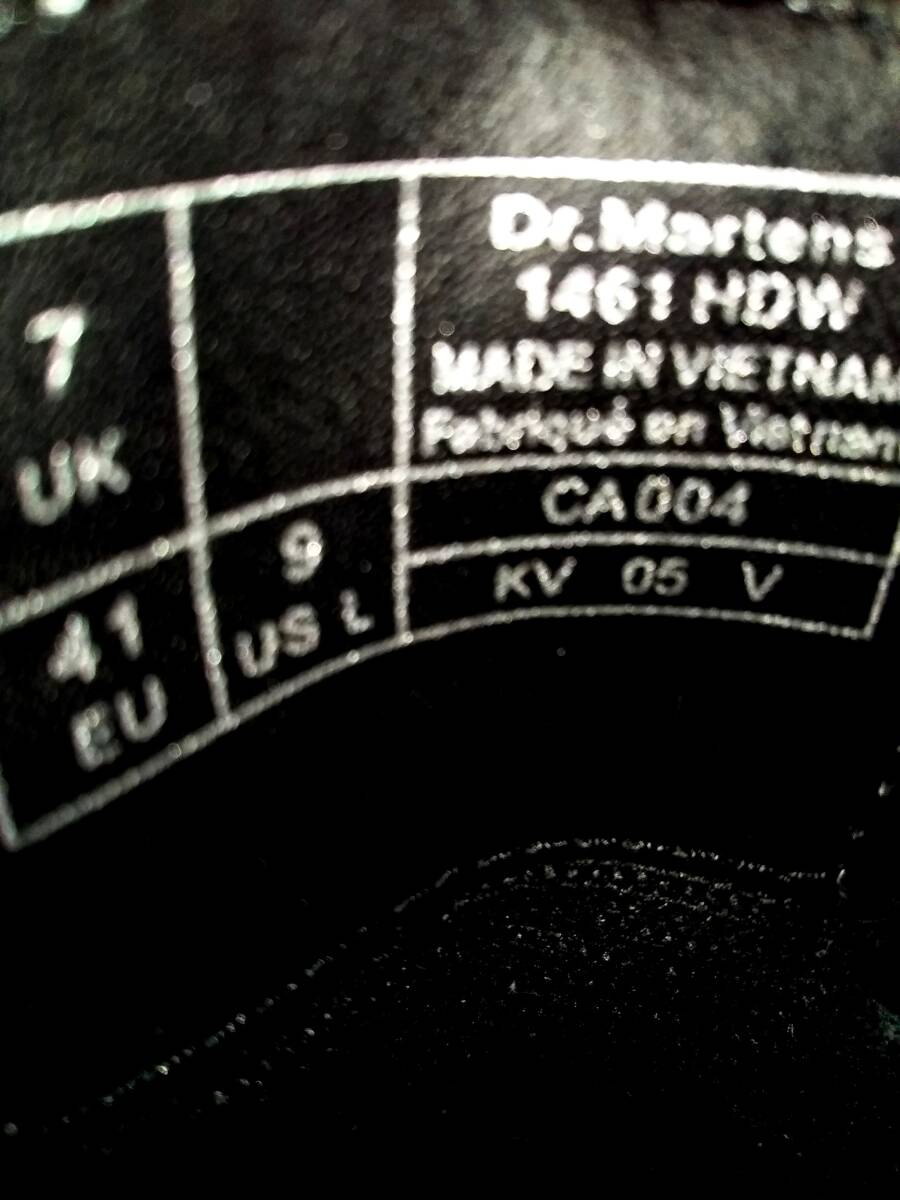 7
UK
41
EU
9
US L
Dr.Martens
1461 HDW
MADE IN VIETNAM
Fabriqué en Vietnam
CA004
KV 05 V